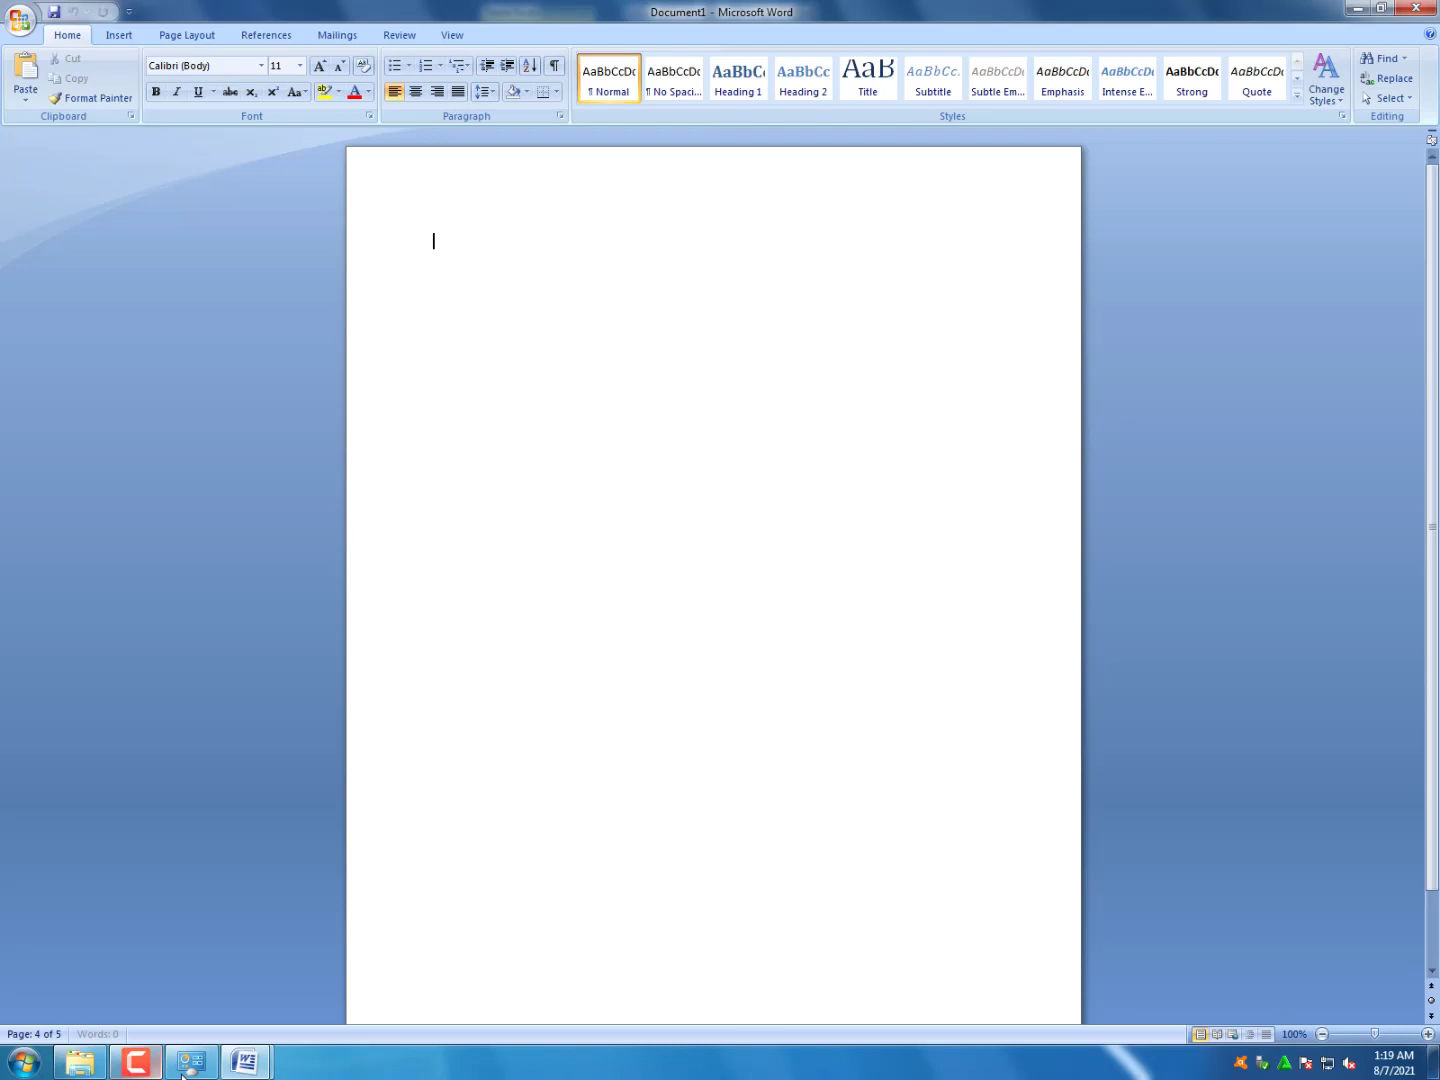 Document1 - Microsoft Word
Home Insert Page Layout References Mailings Review View
Paste
Cut
Copy
Format Painter
Clipboard
Calibri (Body) 11
Font
Paragraph
AaBbCcDc AaBbCcDc AaBbC AaBbCc AaB AaBbCc. AaBbCcDc AaBbCcDc AaBbCcDc AaBbCcDc AaBbCcDc
¶ Normal ¶ No Spaci... Heading 1 Heading 2 Title Subtitle Subtle Em... Emphasis Intense E... Strong Quote
Change
Styles
Styles
Find
Replace
Select
Editing
Page: 4 of 5 Words: 0
100%
1:19 AM
8/7/2021